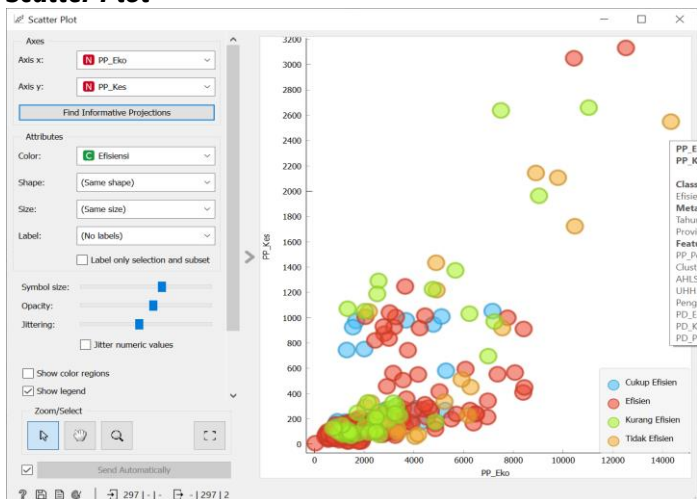 Scatter Plot
Scatter Plot
Axes
Axis x:
N PP_Eko
Axis y:
N PP_Kes
Find Informative Projections
Attributes
Color:
C Efisiensi
Shape:
(Same shape)
Size:
(Same size)
Label:
(No labels)
Label only selection and subset
Symbol size:
Opacity:
Jittering:
Jitter numeric values
Show color regions
Show legend
Zoom/Select
Send Automatically
? 297 | - | - - | 297 | 2
PP_Kes
3200
3000
2800
2600
2400
2200
2000
1800
1600
1400
1200
1000
800
600
400
200
0
0 2000 4000 6000 8000 10000 12000 14000
PP_Eko
Cukup Efisien
Efisien
Kurang Efisien
Tidak Efisien
PP_E
PP_K
Class
Efisie
Meta
Tahur
Provi
Featu
PP_P
Clust
AHLS
UHH
Peng
PD_E
PD_K
PD_P